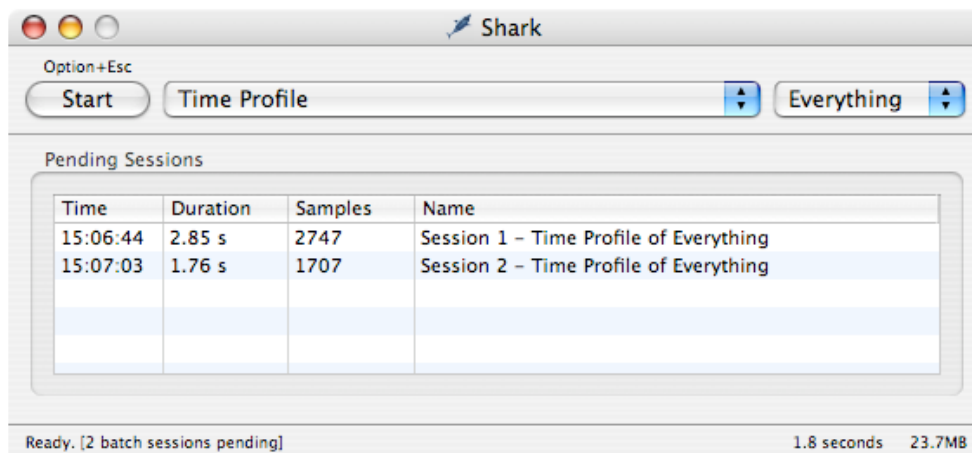 Shark
Option+Esc
Start Time Profile Everything
Pending Sessions
Time Duration Samples Name
15:06:44 2.85 s 2747 Session 1 – Time Profile of Everything
15:07:03 1.76 s 1707 Session 2 – Time Profile of Everything
Ready. [2 batch sessions pending] 1.8 seconds 23.7MB